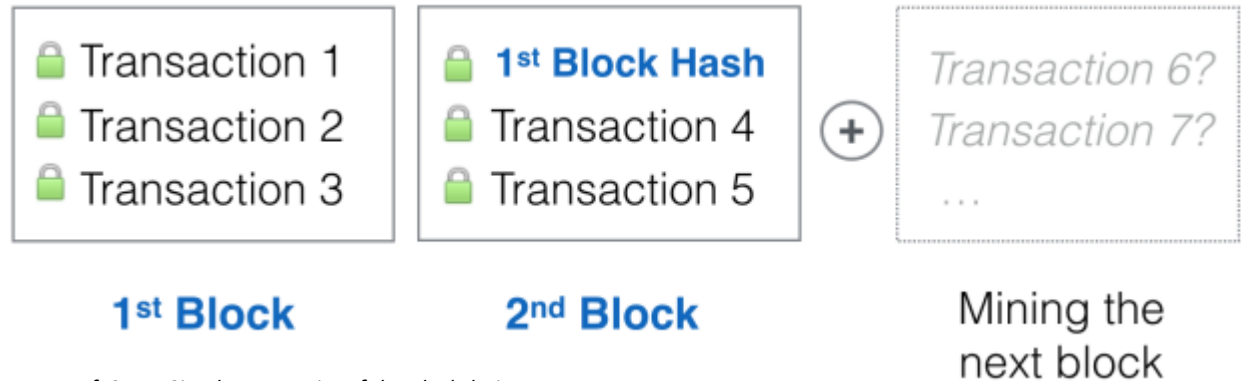 Transaction 1
Transaction 2
Transaction 3
1st Block
1st Block Hash
Transaction 4
Transaction 5
2nd Block
+
Transaction 6?
Transaction 7?
...
Mining the
next block